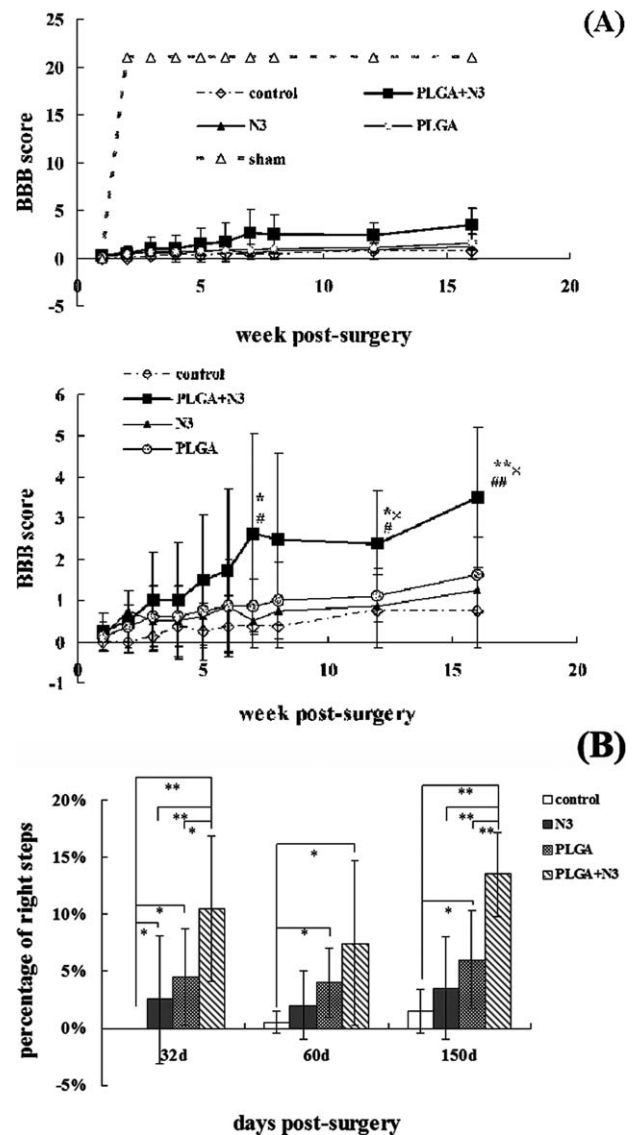 (A)
25
20
15
10
5
0
-5
BBB score
control
PLGA+N3
N3
PLGA
sham
0 5 10 15 20
week post-surgery
control
PLGA+N3
N3
PLGA
6
5
4
3
2
1
0
-1
BBB score
*
#
*×
#
**×
##
0 5 10 15 20
week post-surgery
(B)
20%
15%
10%
5%
0%
-5%
percentage of right steps
control
N3
PLGA
PLGA+N3
**
**
**
*
*
*
*
*
**
**
**
**
*
32d 60d 150d
days post-surgery